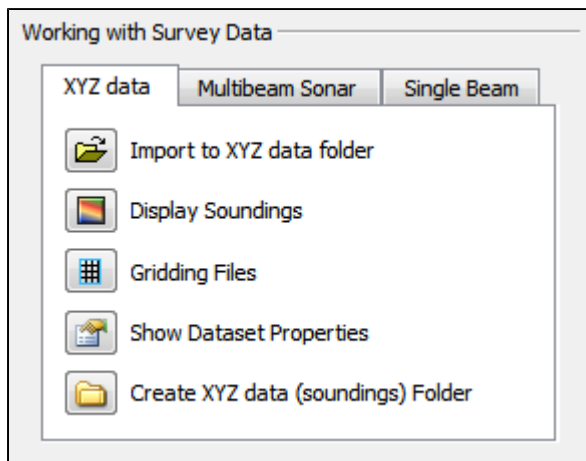 Working with Survey Data
XYZ data Multibeam Sonar Single Beam
Import to XYZ data folder
Display Soundings
Gridding Files
Show Dataset Properties
Create XYZ data (soundings) Folder